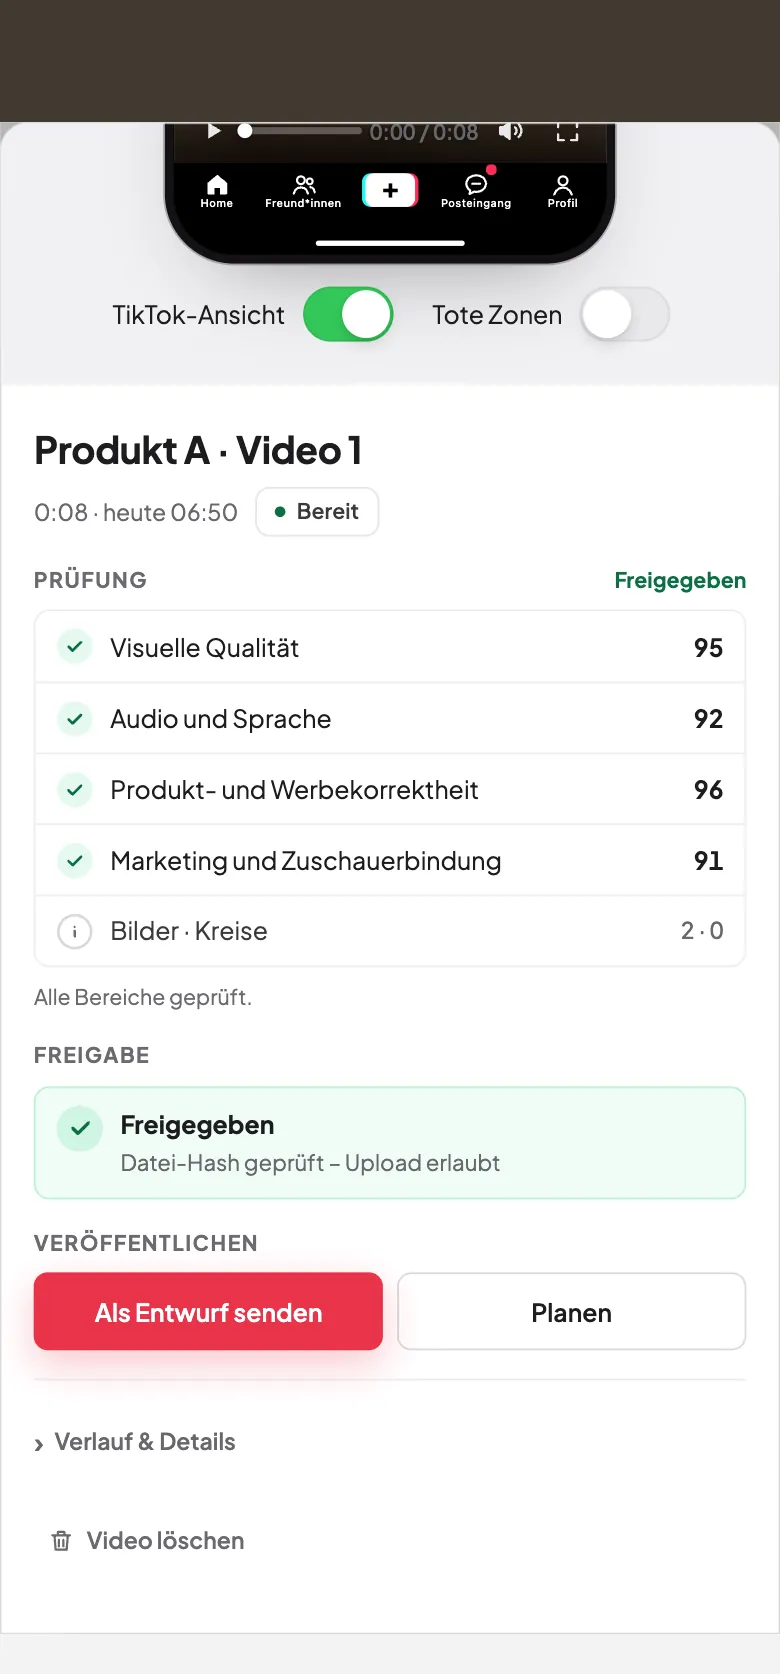 0:00 / 0:08
Home Freund*innen Posteingang Profil
TikTok-Ansicht Tote Zonen
Produkt A · Video 1
0:08 · heute 06:50 Bereit
PRÜFUNG Freigegeben
Visuelle Qualität 95
Audio und Sprache 92
Produkt- und Werbekorrektheit 96
Marketing und Zuschauerbindung 91
Bilder · Kreise 2 · 0
Alle Bereiche geprüft.
FREIGABE
Freigegeben
Datei-Hash geprüft – Upload erlaubt
VERÖFFENTLICHEN
Als Entwurf senden Planen
› Verlauf & Details
Video löschen